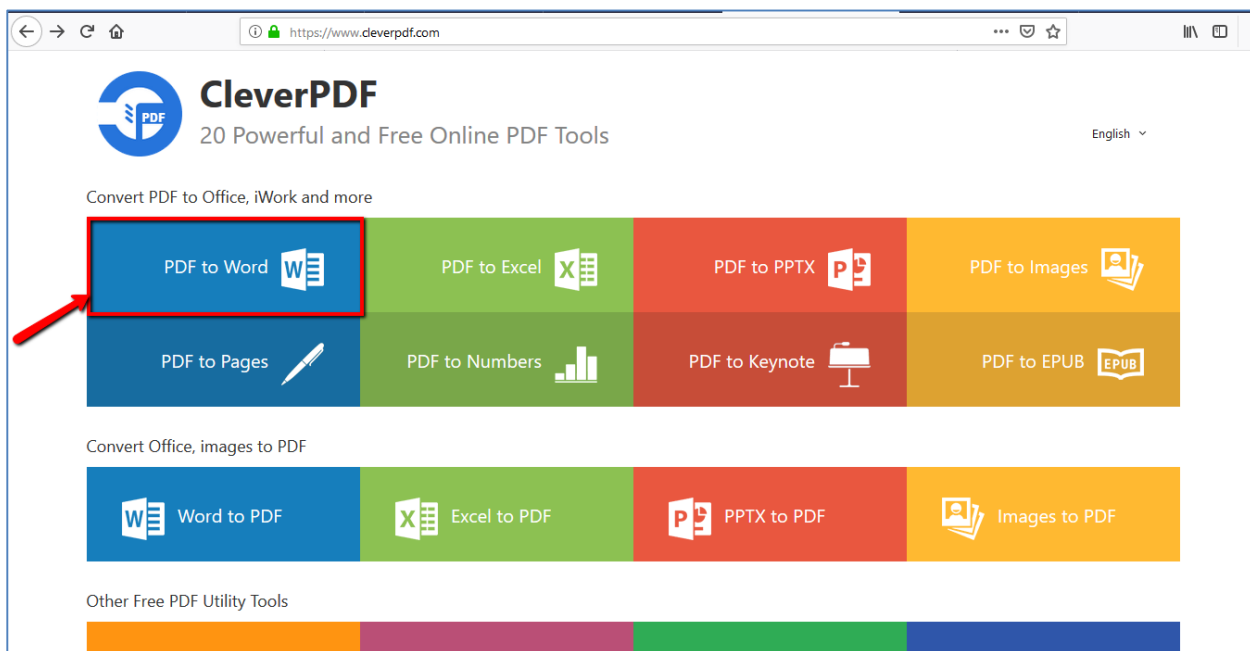 https://www.cleverpdf.com
PDF
CleverPDF
20 Powerful and Free Online PDF Tools
English
Convert PDF to Office, iWork and more
PDF to Word W
PDF to Excel X
PDF to PPTX P
PDF to Images
PDF to Pages
PDF to Numbers
PDF to Keynote
PDF to EPUB EPUB
Convert Office, images to PDF
W Word to PDF
X Excel to PDF
P PPTX to PDF
Images to PDF
Other Free PDF Utility Tools